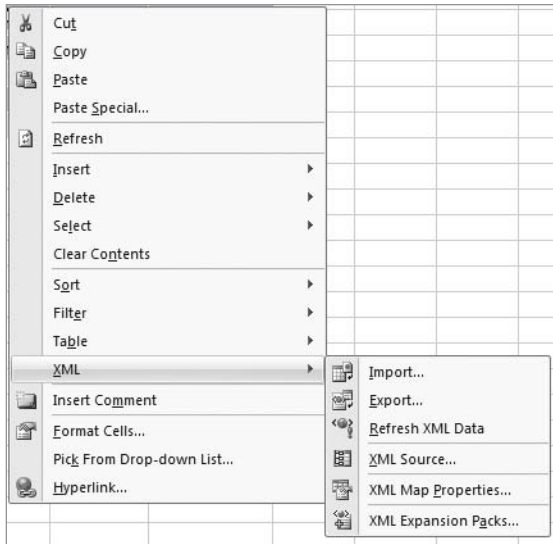 Cut
Copy
Paste
Paste Special...
Refresh
Insert
Delete
Select
Clear Contents
Sort
Filter
Table
XML
Insert Comment
Format Cells...
Pick From Drop-down List...
Hyperlink...
Import...
Export...
Refresh XML Data
XML Source...
XML Map Properties...
XML Expansion Packs...